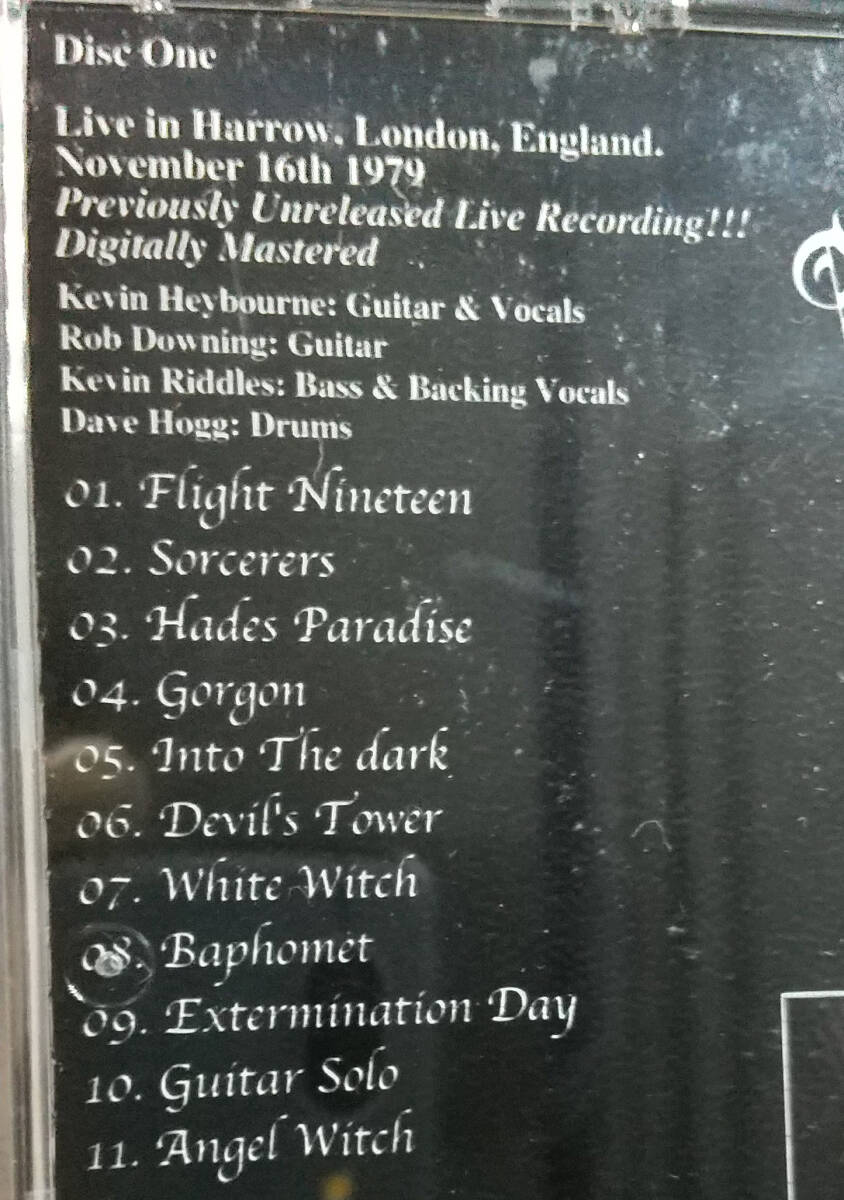 Disc One
Live in Harrow, London, England.
November 16th 1979
Previously Unreleased Live Recording!!!
Digitally Mastered
Kevin Heybourne: Guitar & Vocals
Rob Downing: Guitar
Kevin Riddles: Bass & Backing Vocals
Dave Hogg: Drums
01. Flight Nineteen
02. Sorcerers
03. Hades Paradise
04. Gorgon
05. Into The dark
06. Devil's Tower
07. White Witch
08. Baphomet
09. Extermination Day
10. Guitar Solo
11. Angel Witch